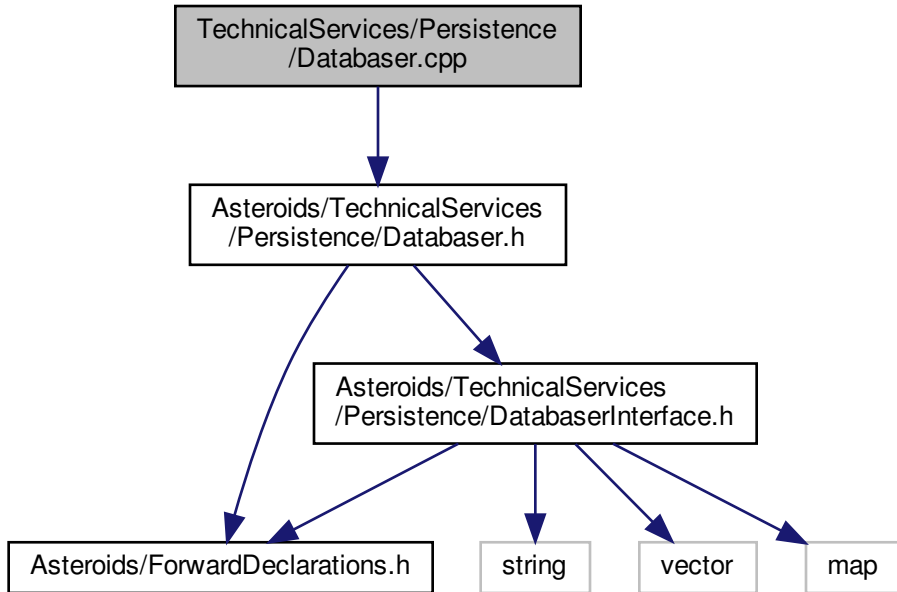 TechnicalServices/Persistence
/Databaser.cpp
Asteroids/TechnicalServices
/Persistence/Databaser.h
Asteroids/TechnicalServices
/Persistence/DatabaserInterface.h
Asteroids/ForwardDeclarations.h
string
vector
map